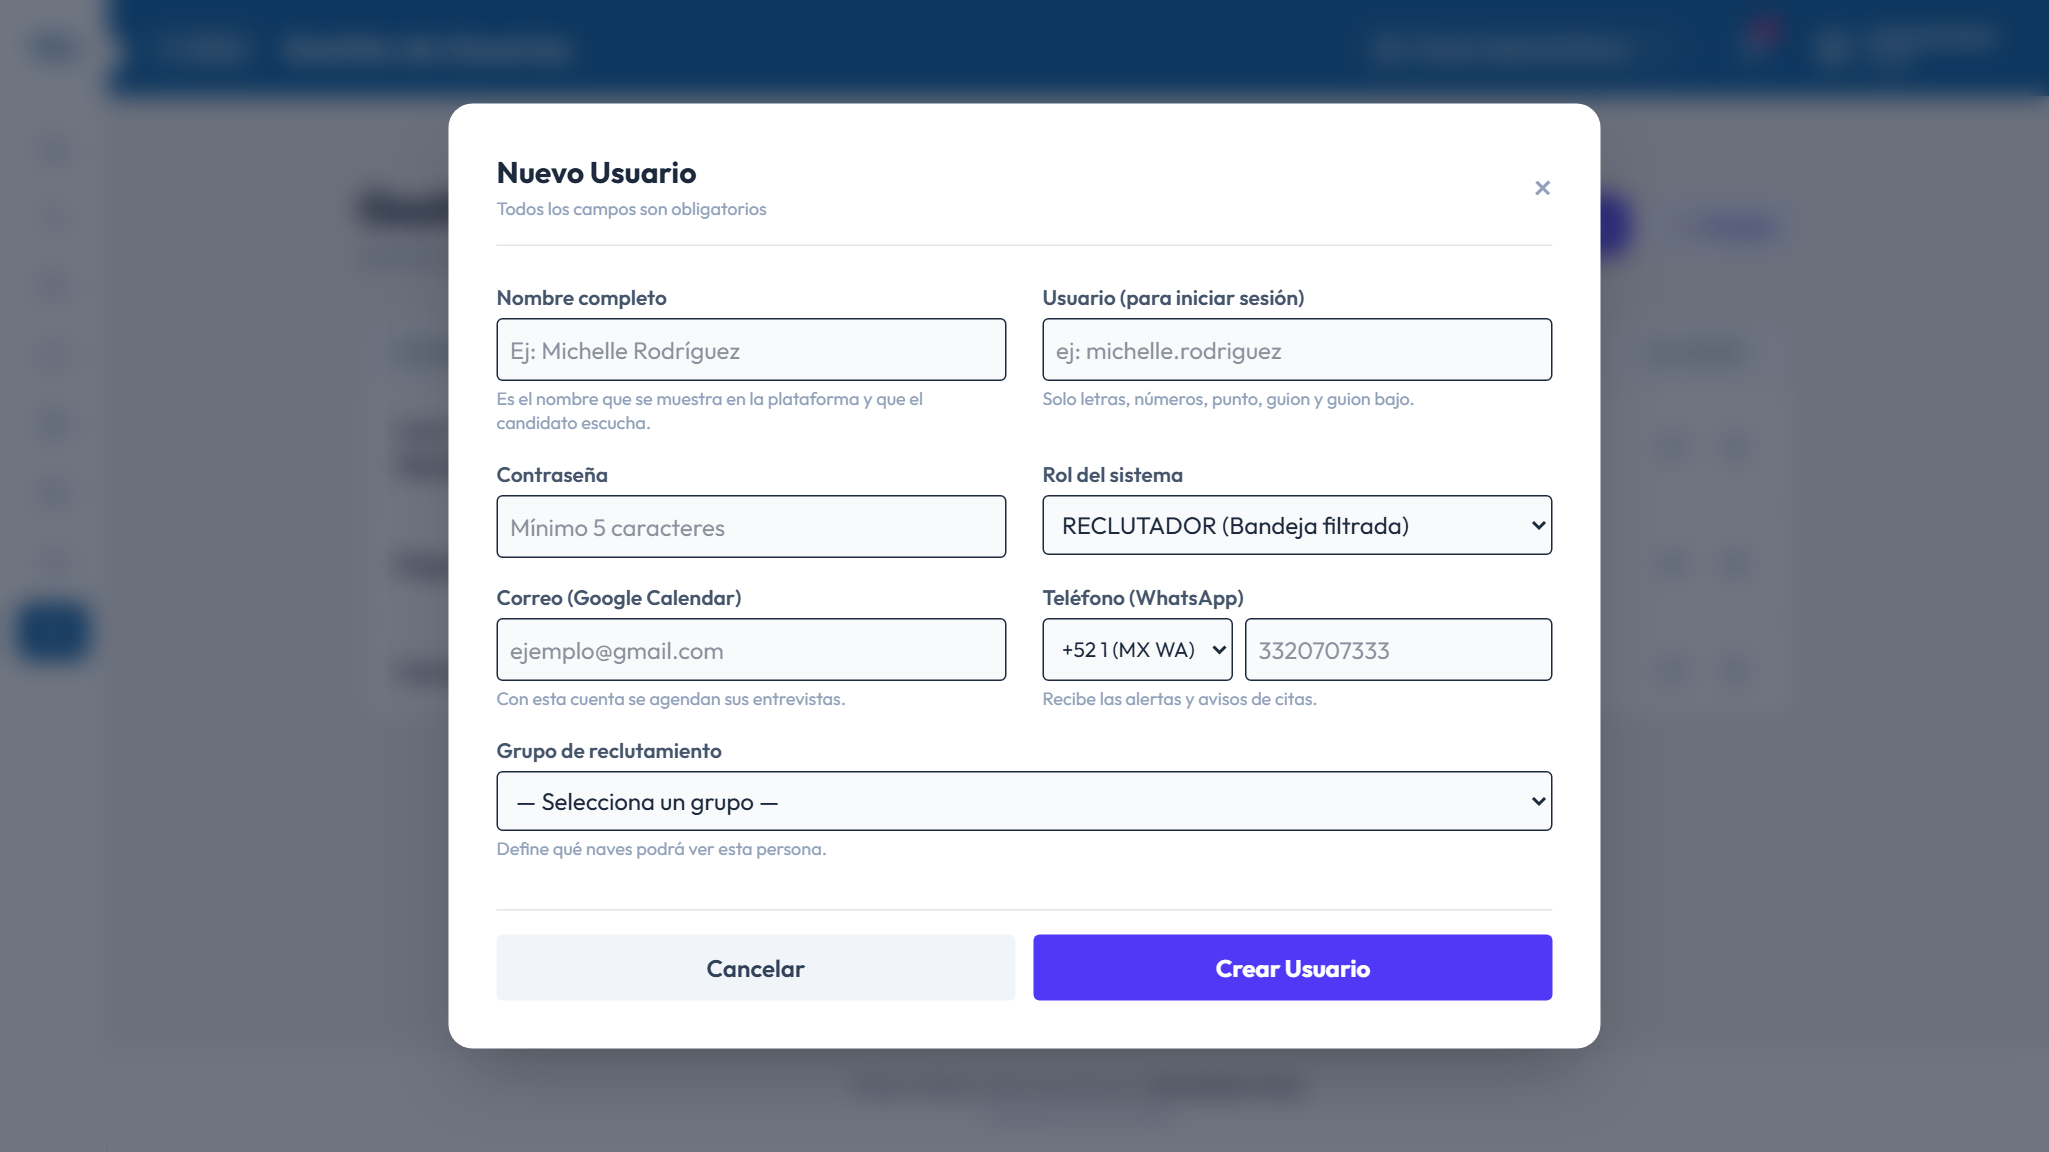 Nuevo Usuario
Todos los campos son obligatorios
×
Nombre completo
Ej: Michelle Rodríguez
Es el nombre que se muestra en la plataforma y que el
candidato escucha.
Usuario (para iniciar sesión)
ej: michelle.rodriguez
Solo letras, números, punto, guion y guion bajo.
Contraseña
Mínimo 5 caracteres
Rol del sistema
RECLUTADOR (Bandeja filtrada)
Correo (Google Calendar)
ejemplo@gmail.com
Con esta cuenta se agendan sus entrevistas.
Teléfono (WhatsApp)
+52 1 (MX WA)
3320707333
Recibe las alertas y avisos de citas.
Grupo de reclutamiento
— Selecciona un grupo —
Define qué naves podrá ver esta persona.
Cancelar
Crear Usuario